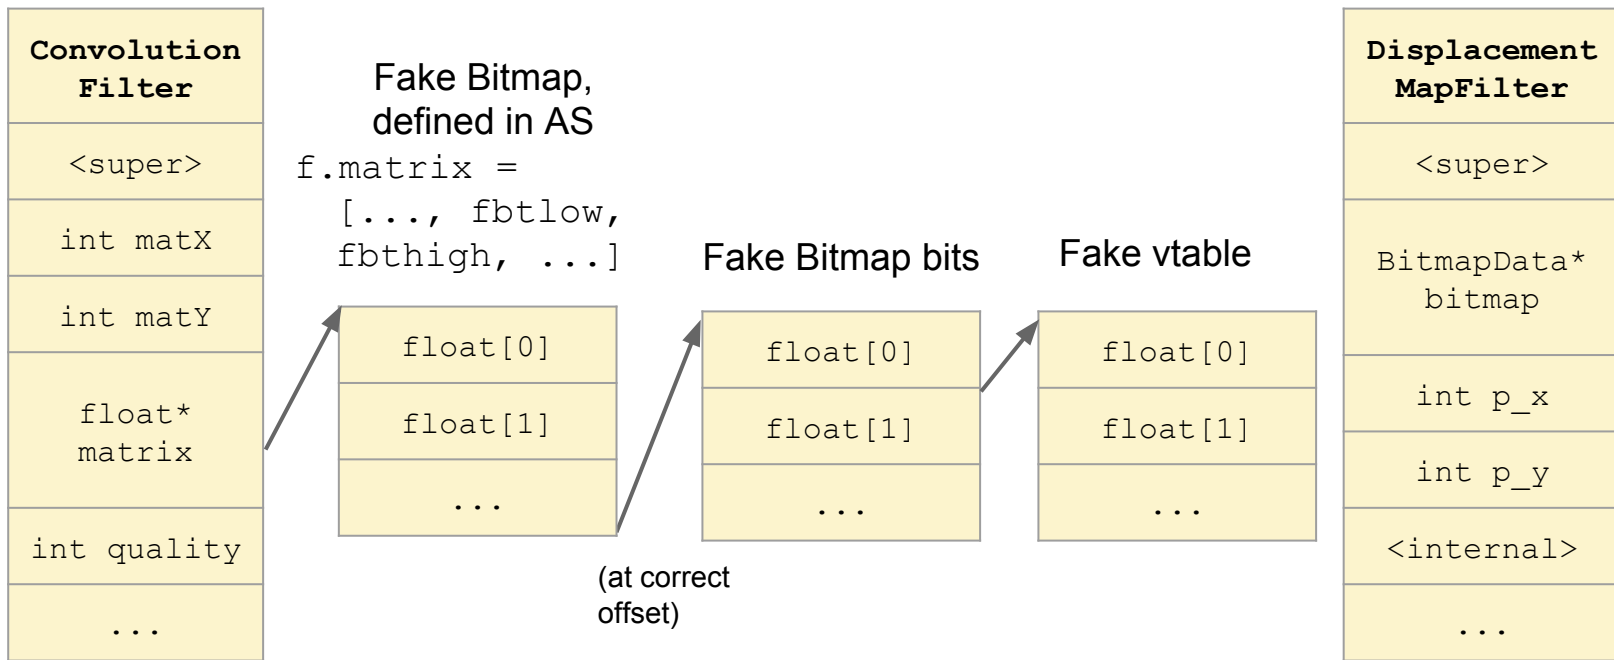 Convolution
Filter
<super>
int matX
int matY
float*
matrix
int quality
...
Fake Bitmap,
defined in AS
f.matrix =
[..., fbtlow,
fbthigh, ...]
float[0]
float[1]
...
(at correct
offset)
Fake Bitmap bits
float[0]
float[1]
...
Fake vtable
float[0]
float[1]
...
Displacement
MapFilter
<super>
BitmapData*
bitmap
int p_x
int p_y
<internal>
...